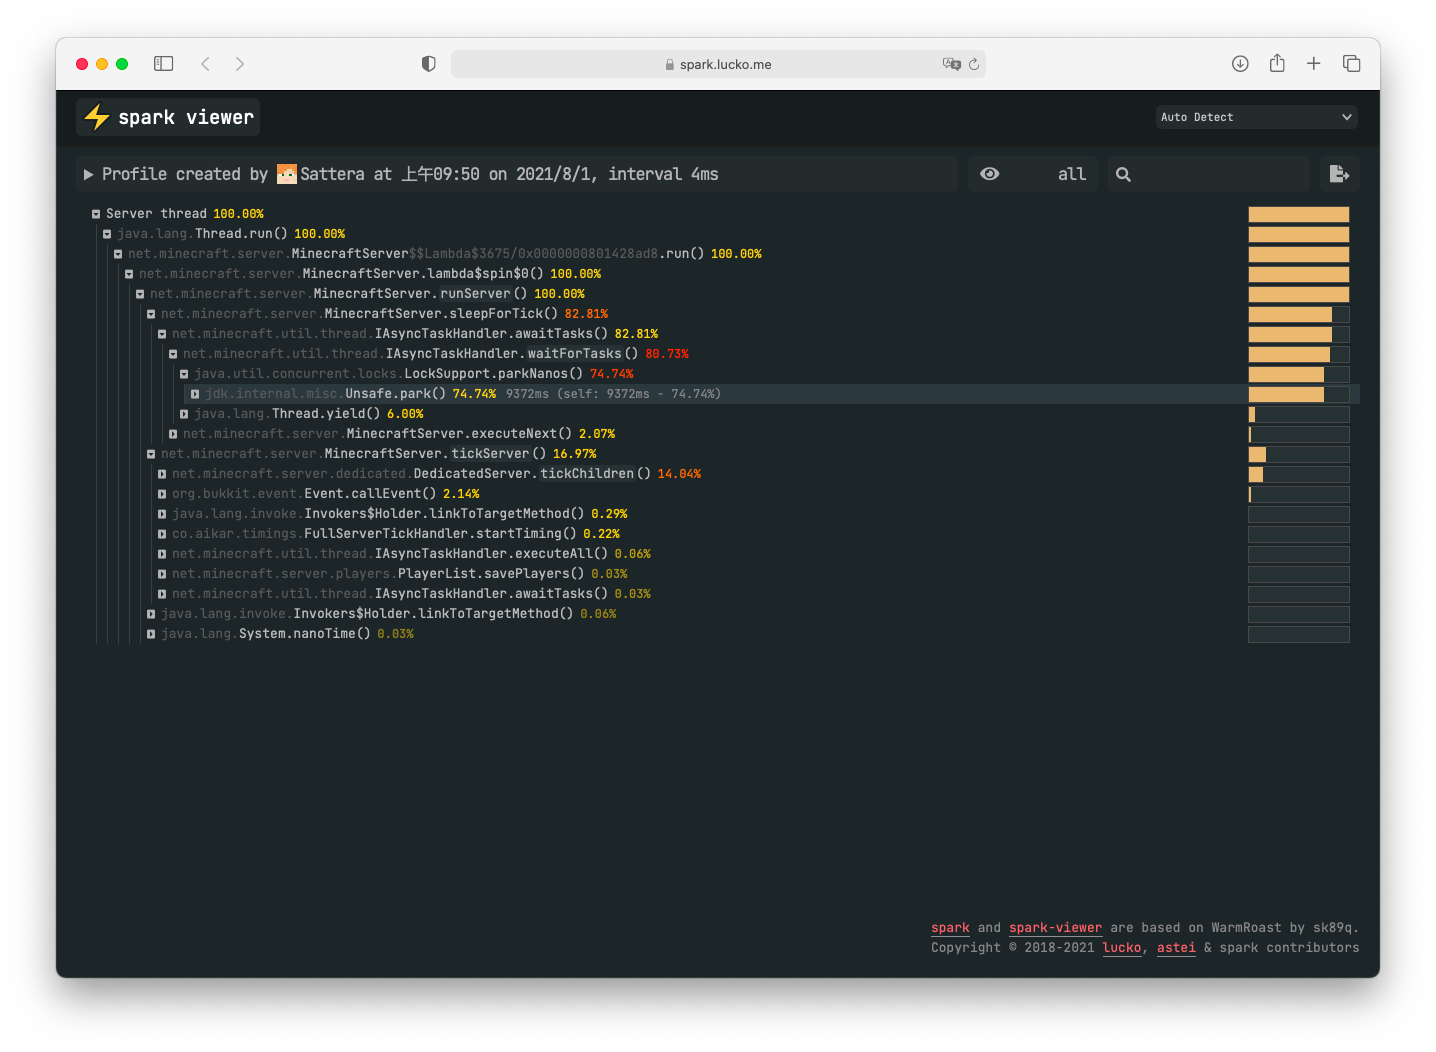 spark.lucko.me
spark viewer
Auto Detect
Profile created by Sattera at 上午09:50 on 2021/8/1, interval 4ms
all
Server thread 100.00%
java.lang.Thread.run() 100.00%
net.minecraft.server.MinecraftServer$$Lambda$3675/0x0000000801428ad8.run() 100.00%
net.minecraft.server.MinecraftServer.lambda$spin$0() 100.00%
net.minecraft.server.MinecraftServer.runServer() 100.00%
net.minecraft.server.MinecraftServer.sleepForTick() 82.81%
net.minecraft.util.thread.IAsyncTaskHandler.awaitTasks() 82.81%
net.minecraft.util.thread.IAsyncTaskHandler.waitForTasks() 80.73%
java.util.concurrent.locks.LockSupport.parkNanos() 74.74%
jdk.internal.misc.Unsafe.park() 74.74% 9372ms (self: 9372ms - 74.74%)
java.lang.Thread.yield() 6.00%
net.minecraft.server.MinecraftServer.executeNext() 2.07%
net.minecraft.server.MinecraftServer.tickServer() 16.97%
net.minecraft.server.dedicated.DedicatedServer.tickChildren() 14.04%
org.bukkit.event.Event.callEvent() 2.14%
java.lang.invoke.Invokers$Holder.linkToTargetMethod() 0.29%
co.aikar.timings.FullServerTickHandler.startTiming() 0.22%
net.minecraft.util.thread.IAsyncTaskHandler.executeAll() 0.06%
net.minecraft.server.players.PlayerList.savePlayers() 0.03%
net.minecraft.util.thread.IAsyncTaskHandler.awaitTasks() 0.03%
java.lang.invoke.Invokers$Holder.linkToTargetMethod() 0.06%
java.lang.System.nanoTime() 0.03%
spark and spark-viewer are based on WarmRoast by sk89q.
Copyright © 2018-2021 lucko, astei & spark contributors